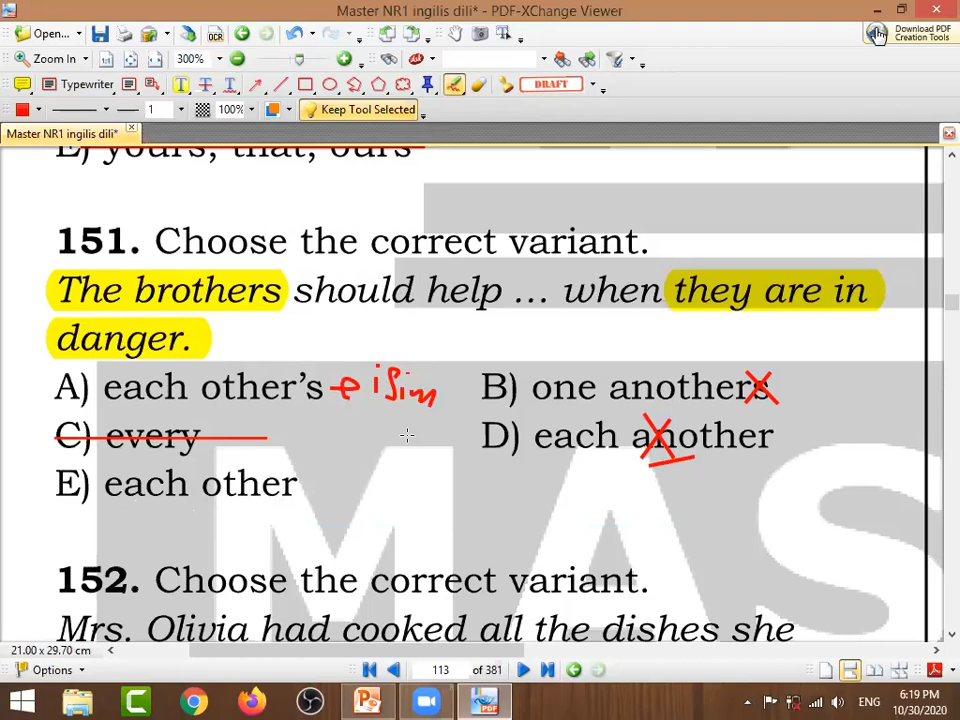 Master NR1 ingilis dili* - PDF-XChange Viewer
Open...
OCR
Download PDF
Creation Tools
Zoom In
300%
Typewriter
DRAFT
1
100%
Keep Tool Selected
Master NR1 ingilis dili*
E) yours, that, ours
151. Choose the correct variant.
The brothers should help ... when they are in
danger.
A) each other's
isim
B) one anothers
C) every
D) each another
E) each other
MAS
152. Choose the correct variant.
Mrs. Olivia had cooked all the dishes she
21.00 x 29.70 cm
Options
113 of 381
ENG
6:19 PM
10/30/2020